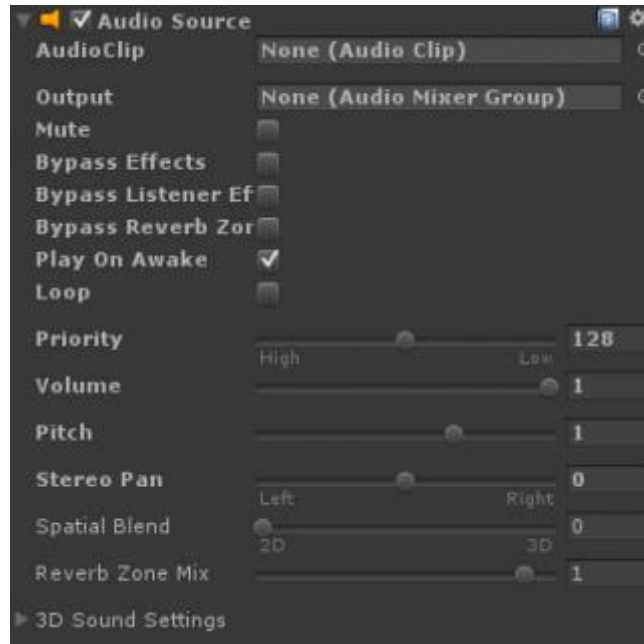 Audio Source
AudioClip None (Audio Clip)
Output None (Audio Mixer Group)
Mute
Bypass Effects
Bypass Listener Ef
Bypass Reverb Zor
Play On Awake
Loop
Priority 128
High Low
Volume 1
Pitch 1
Stereo Pan 0
Left Right
Spatial Blend 0
2D 3D
Reverb Zone Mix 1
3D Sound Settings